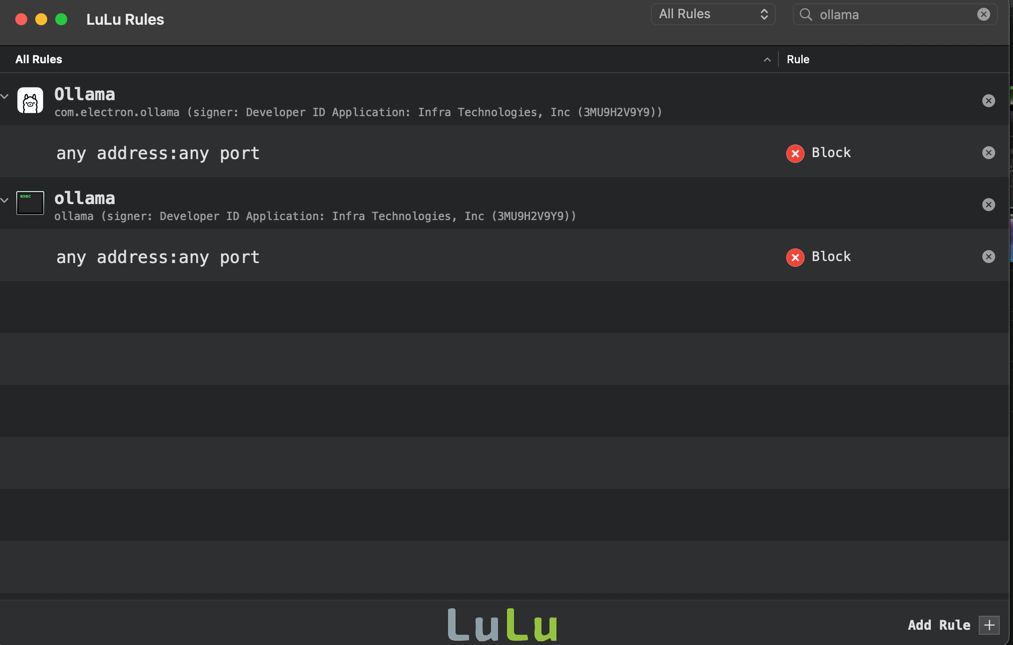 LuLu Rules
All Rules
ollama
All Rules
Rule
Ollama
com.electron.ollama (signer: Developer ID Application: Infra Technologies, Inc (3MU9H2V9Y9))
any address:any port
Block
ollama
ollama (signer: Developer ID Application: Infra Technologies, Inc (3MU9H2V9Y9))
any address:any port
Block
LuLu
Add Rule